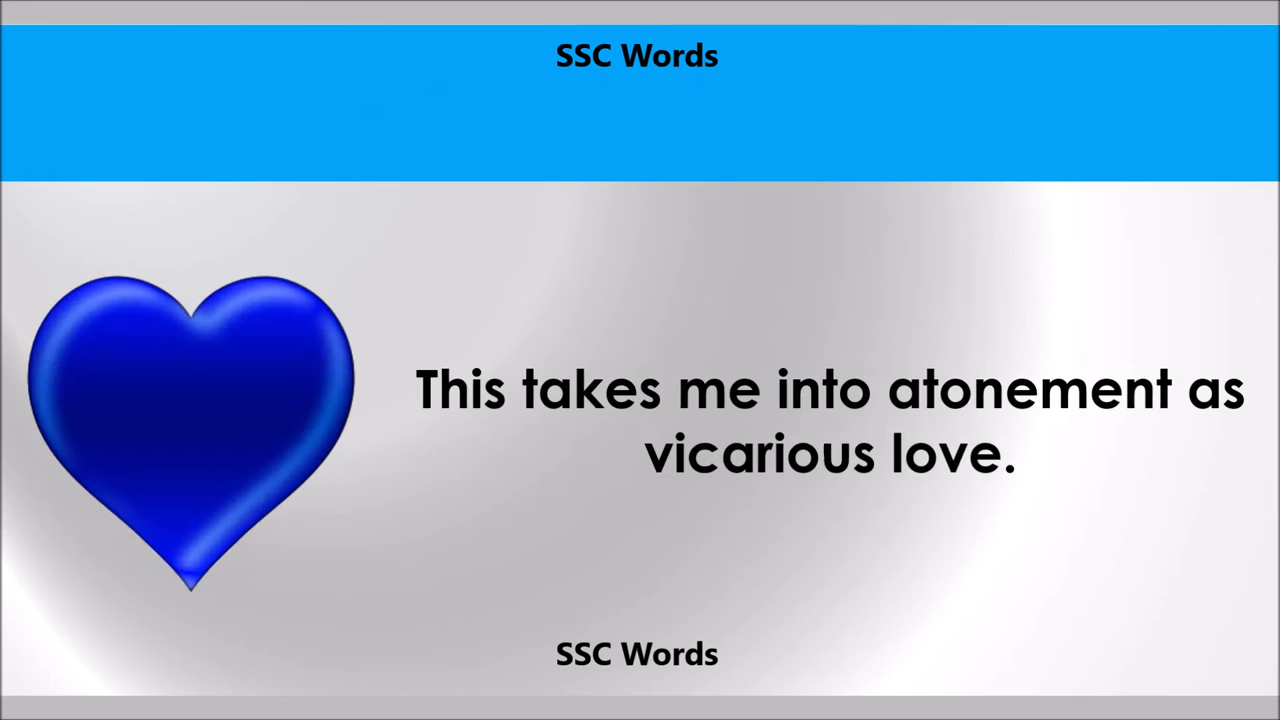 SSC Words
This takes me into atonement as
vicarious love.
SSC Words